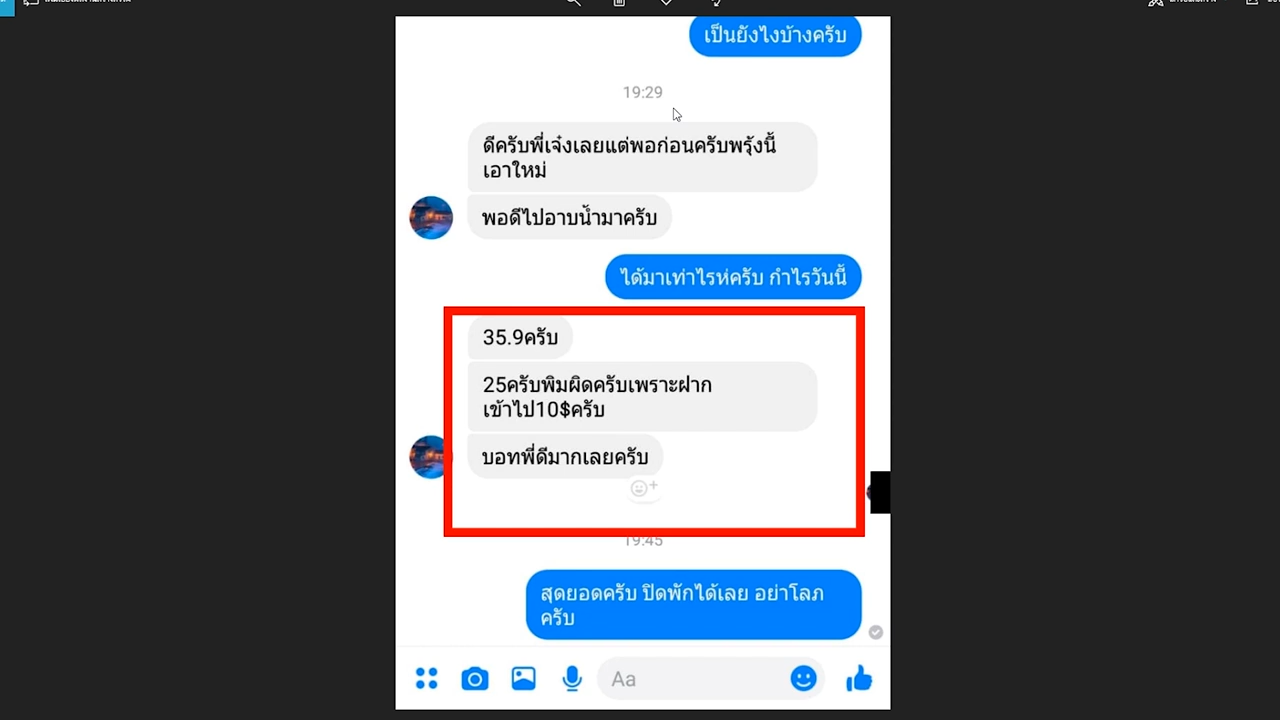 เป็นยังไงบ้างครับ
19:29
ดีครับพี่เจ๋งเลยแต่พอก่อนครับพรุ้งนี้
เอาใหม่
พอดีไปอาบน้ำมาครับ
ได้มาเท่าไรห่ครับ กำไรวันนี้
35.9ครับ
25ครับพิมผิดครับเพราะฝาก
เข้าไป10$ครับ
บอทพี่ดีมากเลยครับ
19:45
สุดยอดครับ ปิดพักได้เลย อย่าโลภ
ครับ
Aa